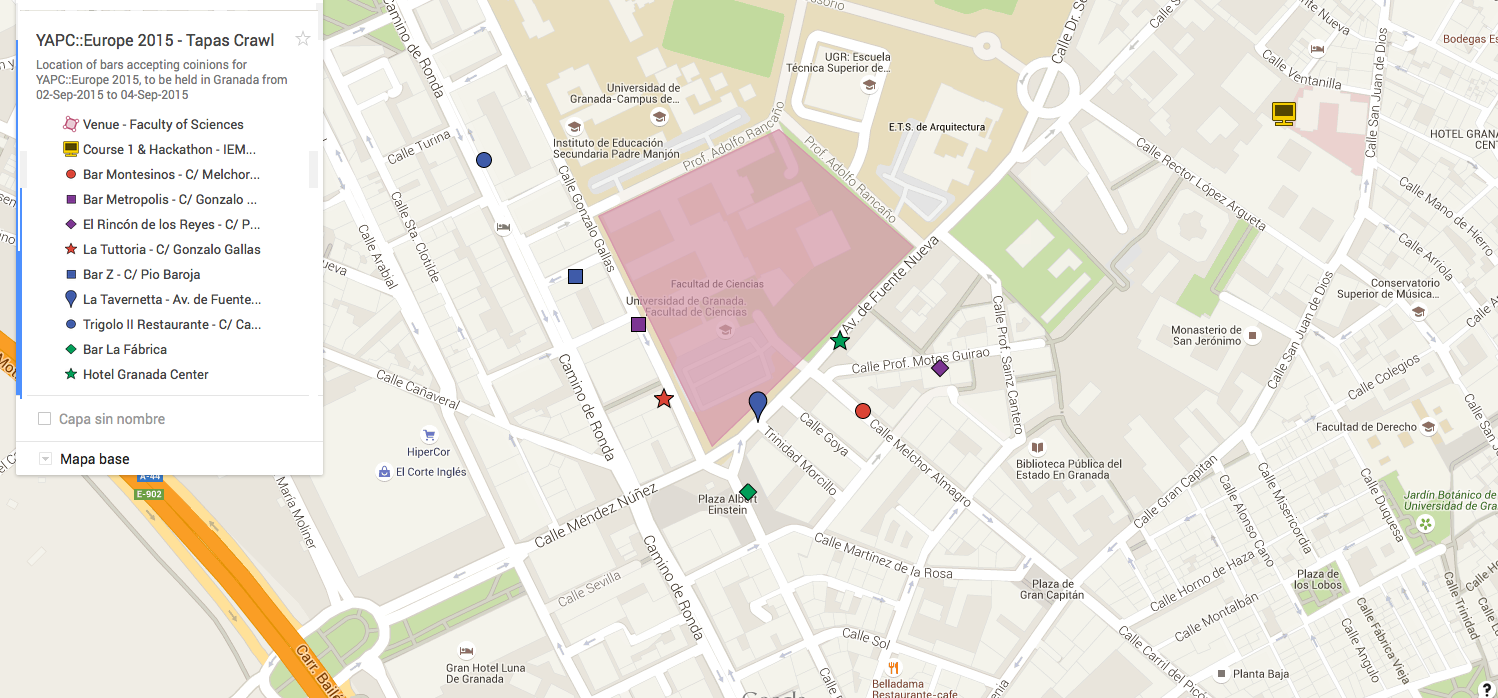 YAPC::Europe 2015 - Tapas Crawl
Location of bars accepting coinions for
YAPC::Europe 2015, to be held in Granada from
02-Sep-2015 to 04-Sep-2015
Venue - Faculty of Sciences
Course 1 & Hackathon - IEM...
Bar Montesinos - C/ Melchor...
Bar Metropolis - C/ Gonzalo ...
El Rincón de los Reyes - C/ P...
La Tuttoria - C/ Gonzalo Gallas
Bar Z - C/ Pio Baroja
La Tavernetta - Av. de Fuente...
Trigolo II Restaurante - C/ Ca...
Bar La Fábrica
Hotel Granada Center
Capa sin nombre
Mapa base
A-44
E-902
Camino de Ronda
Calle Turina
Calle Sta. Clotilde
Calle Arabial
Calle Gonzalo Gallas
Universidad de
Granada-Campus de...
Instituto de Educación
Secundaria Padre Manjón
Prof. Adolfo Rancaño
Prof. Adolfo Rancaño
UGR: Escuela
Técnica Superior de...
E.T.S. de Arquitectura
Calle Dr.
Facultad de Ciencias
Universidad de Granada.
Facultad de Ciencias
Av. de Fuente Nueva
Calle Prof. Motos Guirao
Calle Prof. Sainz Cantero
Calle Rector López Argueta
Calle Ventanilla
Calle San Juan de Dios
Bodegas
HOTEL GRANA
CENT
Calle Mano de Hierro
Calle Arriola
Conservatorio
Superior de Música...
Monasterio de
San Jerónimo
Calle San Juan de Dios
Calle Colegios
Facultad de Derecho
Calle Cañaveral
HiperCor
El Corte Inglés
Camino de Ronda
María Moliner
Calle Méndez Núñez
Plaza Albert
Einstein
Trinidad Morcillo
Calle Goya
Calle Melchor Almagro
Biblioteca Pública del
Estado En Granada
Calle Gran Capitan
Calle Alonso Cano
Calle Misericordia
Calle Duquesa
Jardín Botánico de
Universidad de Gra
Calle Martínez de la Rosa
Plaza de
Gran Capitán
Calle Horno de Haza
Plaza de
los Lobos
Calle Montalbán
Calle Trinidad
Calle Fábrica Vieja
Calle Angulo
Calle Sevilla
Camino de Ronda
Calle Sol
Calle Carril del Pic
Gran Hotel Luna
De Granada
Belladama
Restaurante-cafe
Planta Baja
?